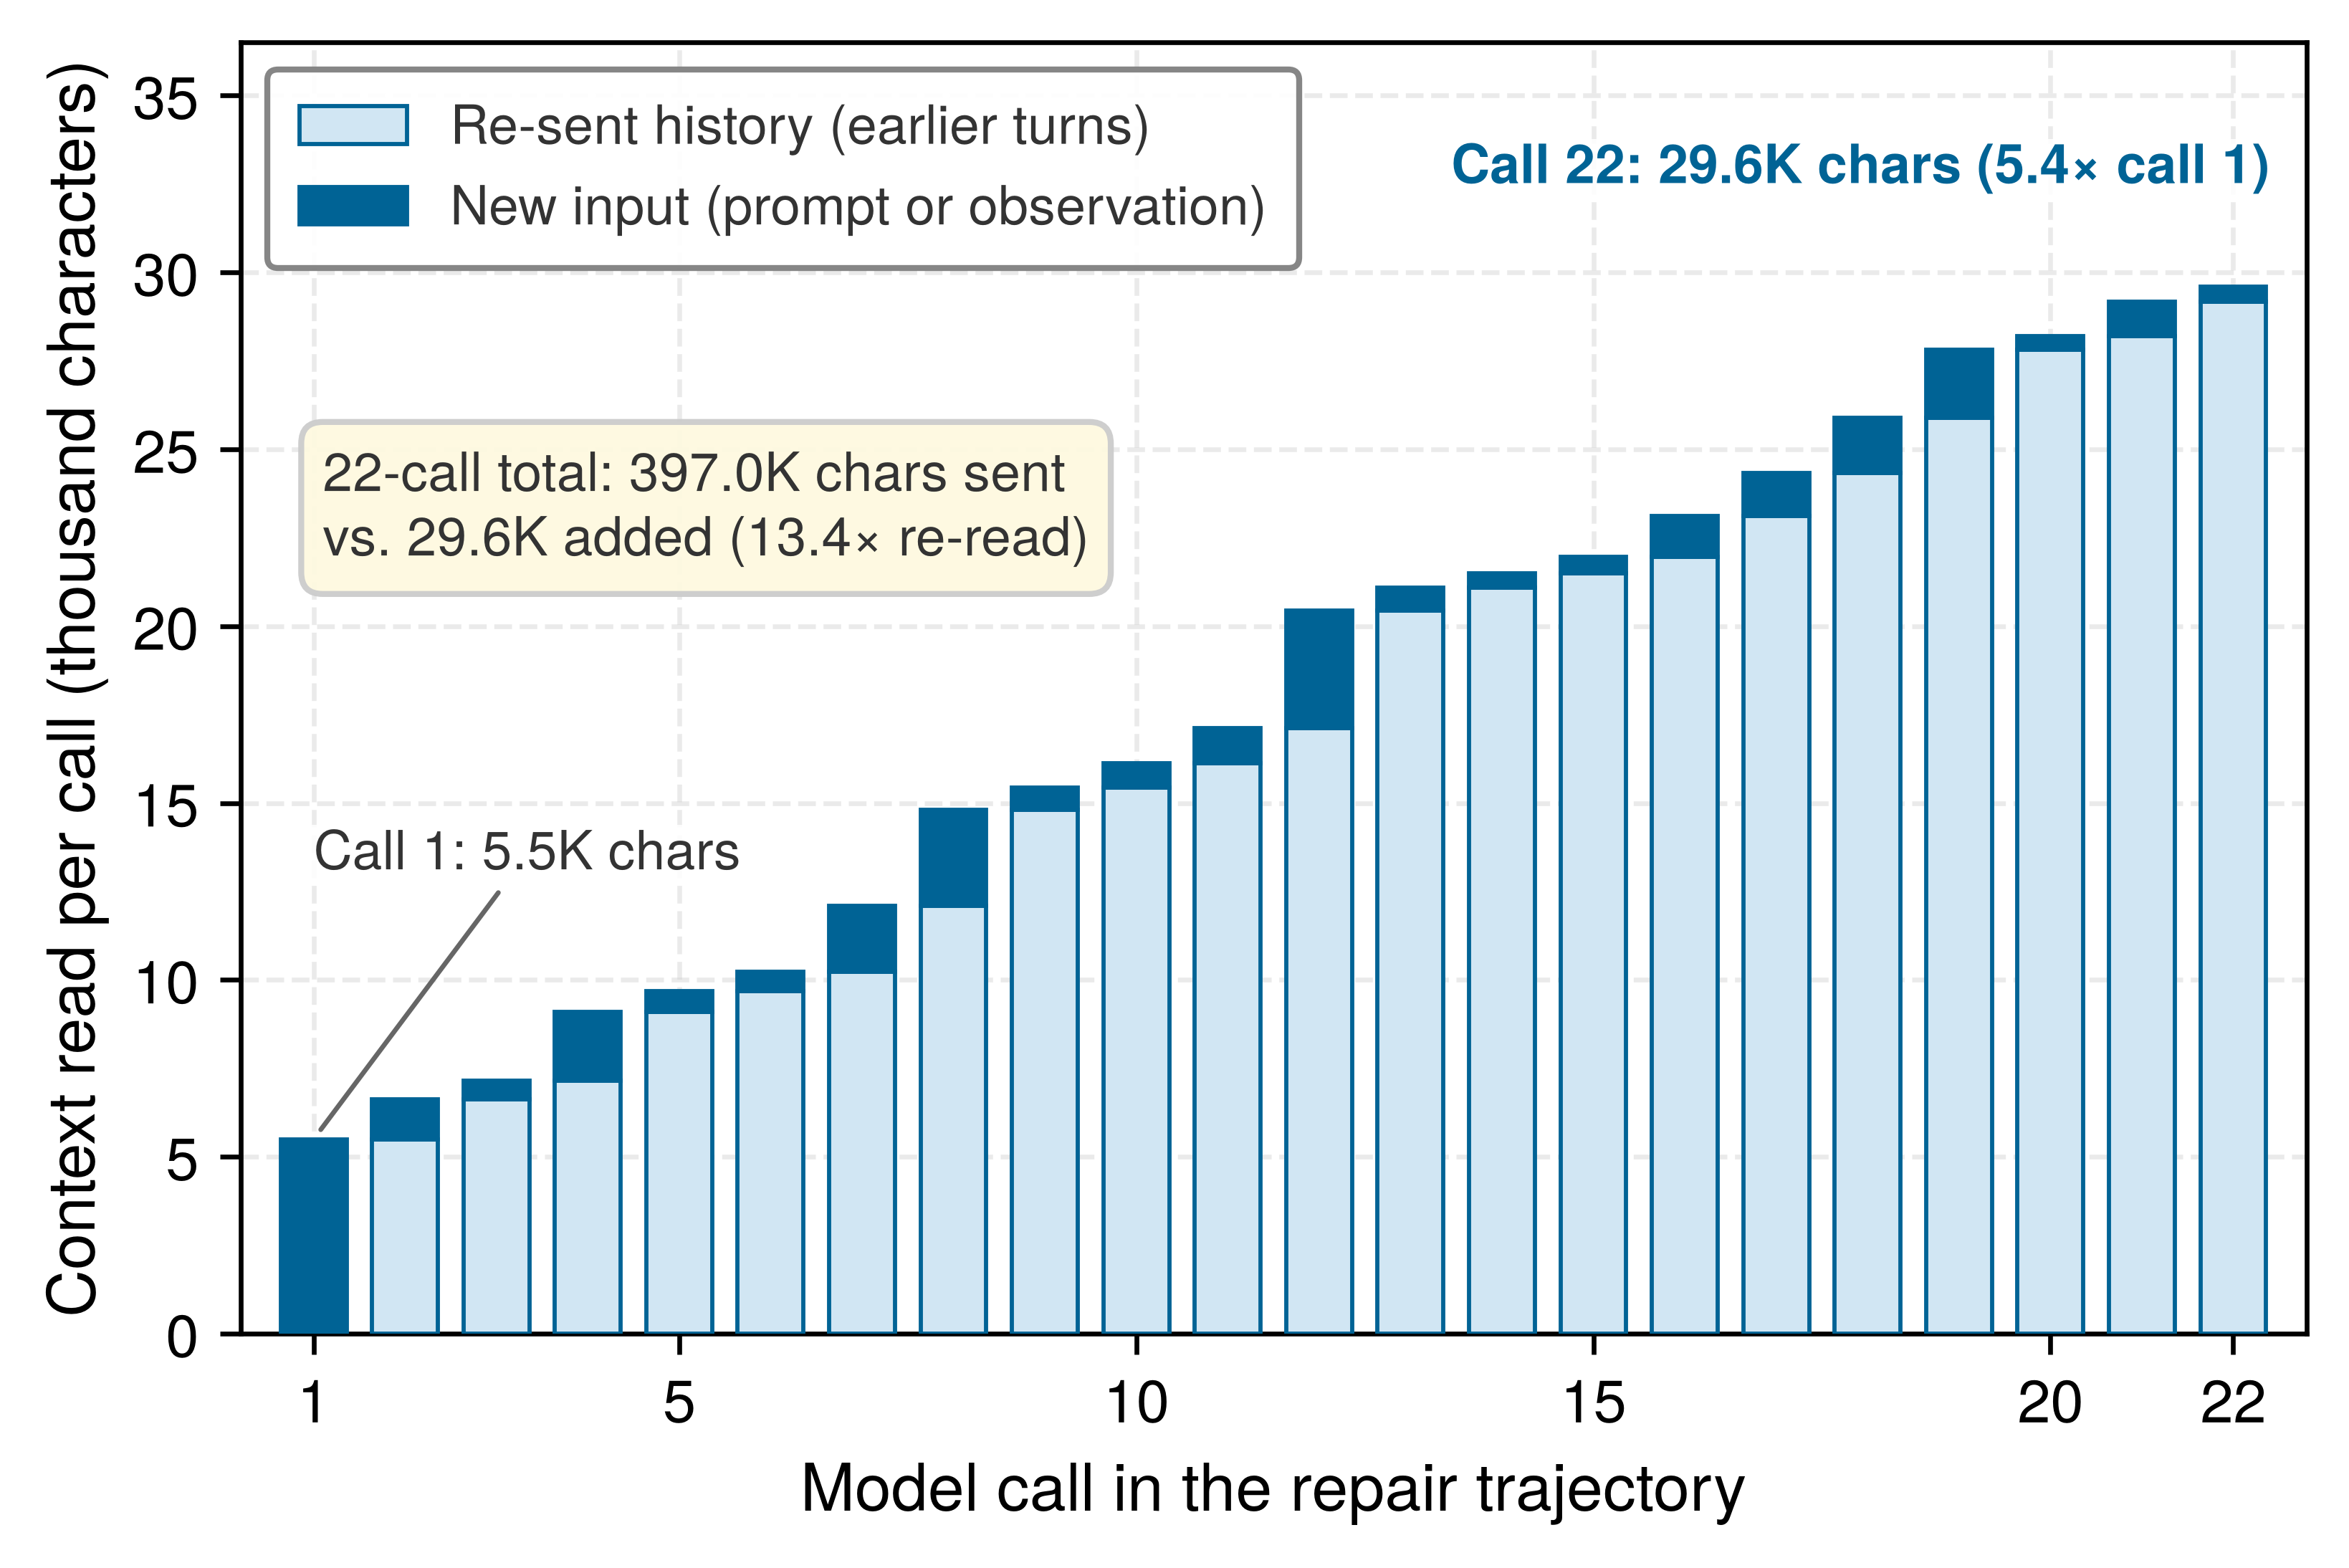 Re-sent history (earlier turns)
New input (prompt or observation)
Call 22: 29.6K chars (5.4× call 1)
22-call total: 397.0K chars sent
vs. 29.6K added (13.4× re-read)
Call 1: 5.5K chars
Context read per call (thousand characters)
35
30
25
20
15
10
5
0
1 5 10 15 20 22
Model call in the repair trajectory